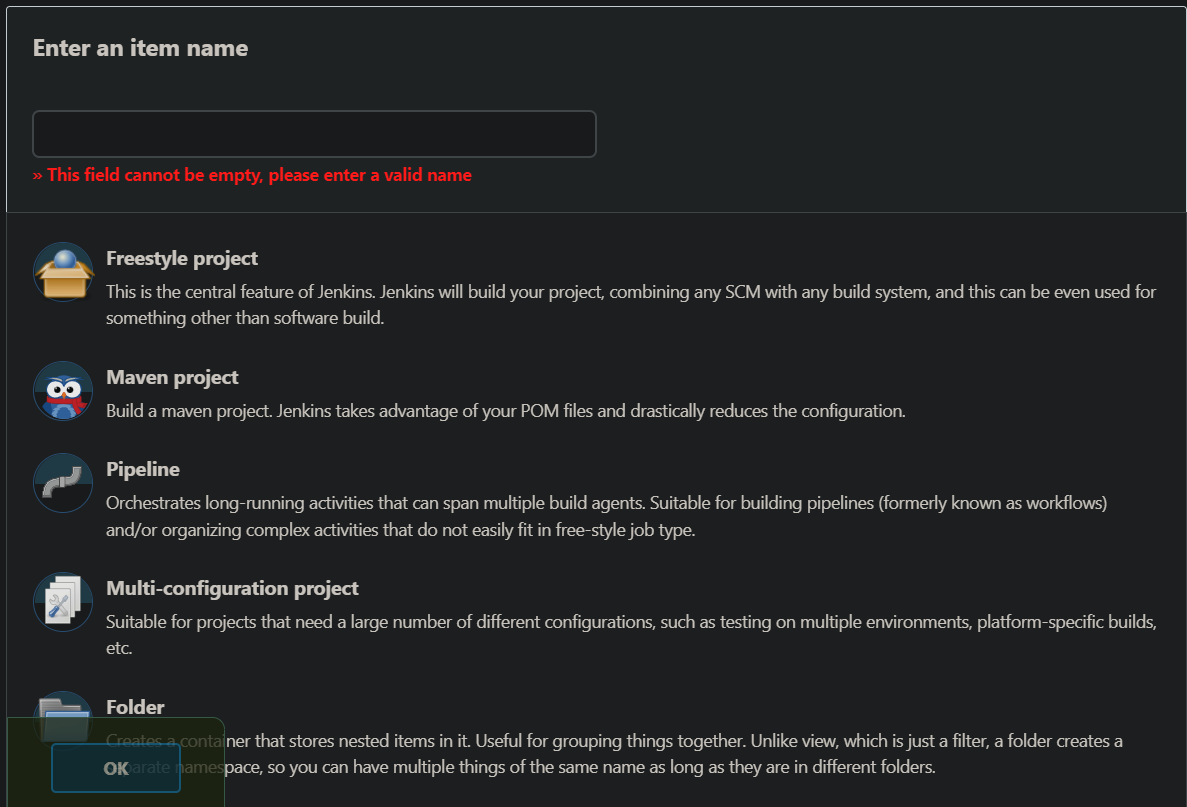 Enter an item name
» This field cannot be empty, please enter a valid name
Freestyle project
This is the central feature of Jenkins. Jenkins will build your project, combining any SCM with any build system, and this can be even used for
something other than software build.
Maven project
Build a maven project. Jenkins takes advantage of your POM files and drastically reduces the configuration.
Pipeline
Orchestrates long-running activities that can span multiple build agents. Suitable for building pipelines (formerly known as workflows)
and/or organizing complex activities that do not easily fit in free-style job type.
Multi-configuration project
Suitable for projects that need a large number of different configurations, such as testing on multiple environments, platform-specific builds,
etc.
Folder
Creates a container that stores nested items in it. Useful for grouping things together. Unlike view, which is just a filter, a folder creates a
namespace, so you can have multiple things of the same name as long as they are in different folders.
OK